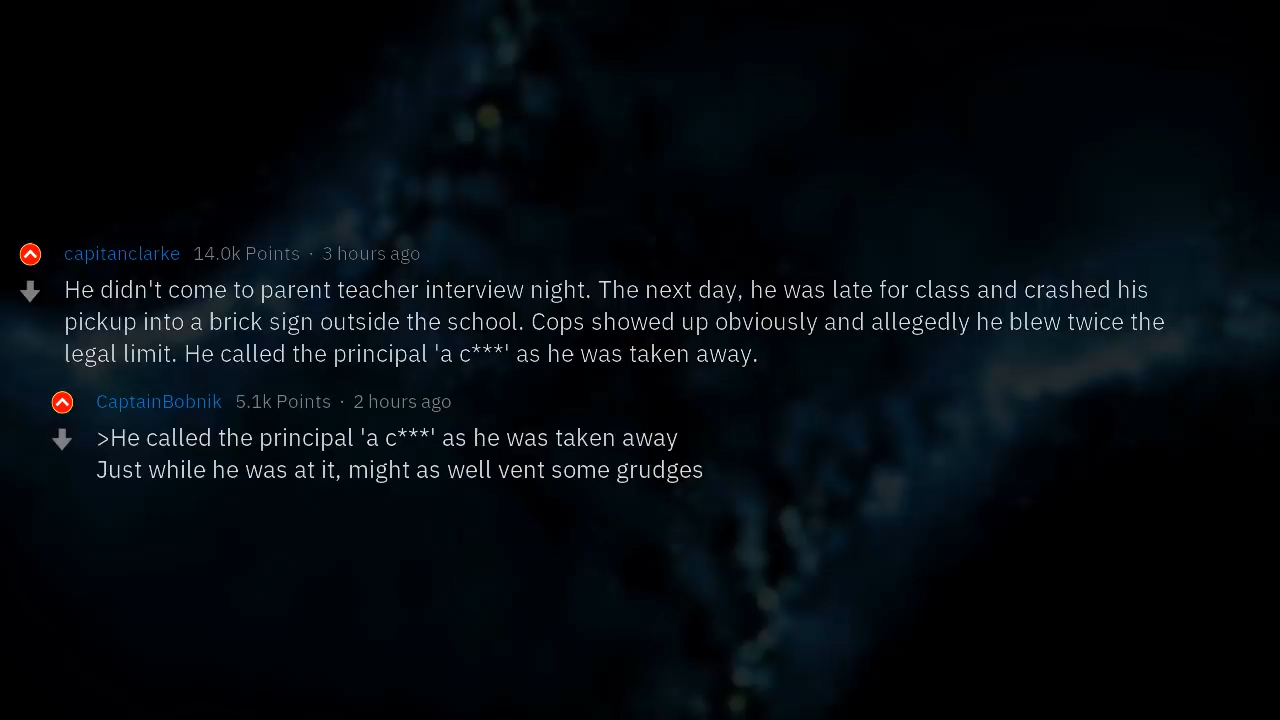 capitanclarke 14.0k Points · 3 hours ago
He didn't come to parent teacher interview night. The next day, he was late for class and crashed his
pickup into a brick sign outside the school. Cops showed up obviously and allegedly he blew twice the
legal limit. He called the principal 'a c***' as he was taken away.
CaptainBobnik 5.1k Points · 2 hours ago
>He called the principal 'a c***' as he was taken away
Just while he was at it, might as well vent some grudges